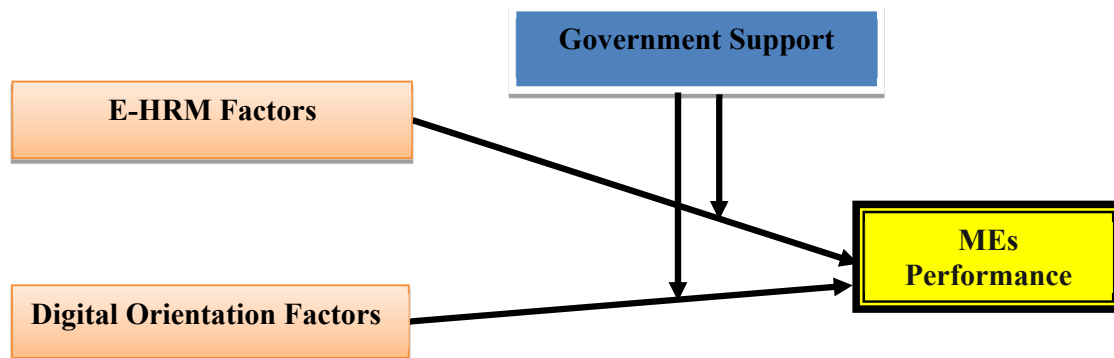 Government Support
E-HRM Factors
MEs
Performance
Digital Orientation Factors